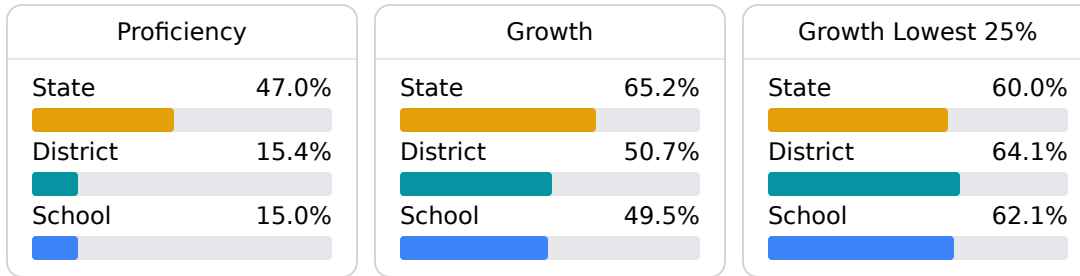 Proficiency
State 47.0%
District 15.4%
School 15.0%
Growth
State 65.2%
District 50.7%
School 49.5%
Growth Lowest 25%
State 60.0%
District 64.1%
School 62.1%